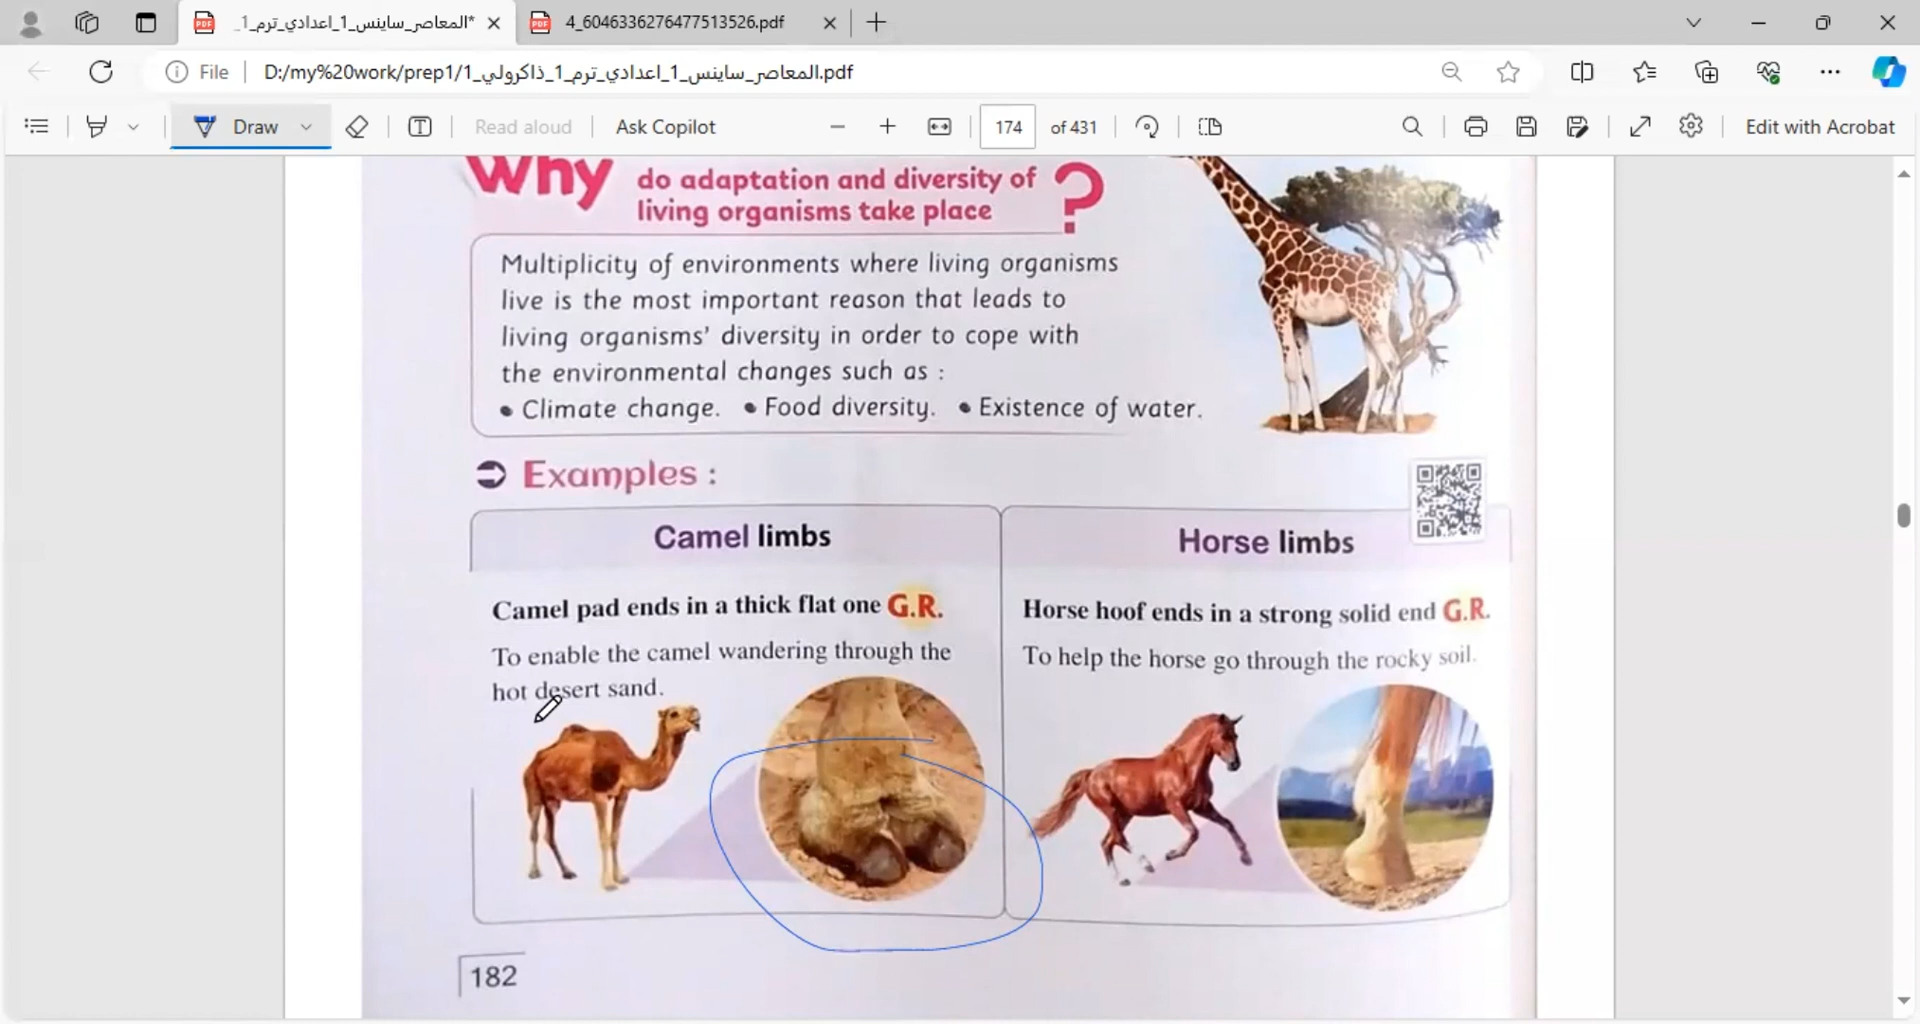 المعاصر_ساينس_1_اعدادي_ترم_1_*
4_6046336276477513526.pdf
File
D:/my%20work/prep1/المعاصر_ساينس_1_اعدادي_ترم_1_ذاكرولي_1.pdf
Draw
Read aloud
Ask Copilot
174
of 431
Edit with Acrobat
Why do adaptation and diversity of
living organisms take place ?
Multiplicity of environments where living organisms
live is the most important reason that leads to
living organisms' diversity in order to cope with
the environmental changes such as :
• Climate change. • Food diversity. • Existence of water.
Examples :
Camel limbs
Camel pad ends in a thick flat one G.R.
To enable the camel wandering through the
hot desert sand.
Horse limbs
Horse hoof ends in a strong solid end G.R.
To help the horse go through the rocky soil.
182